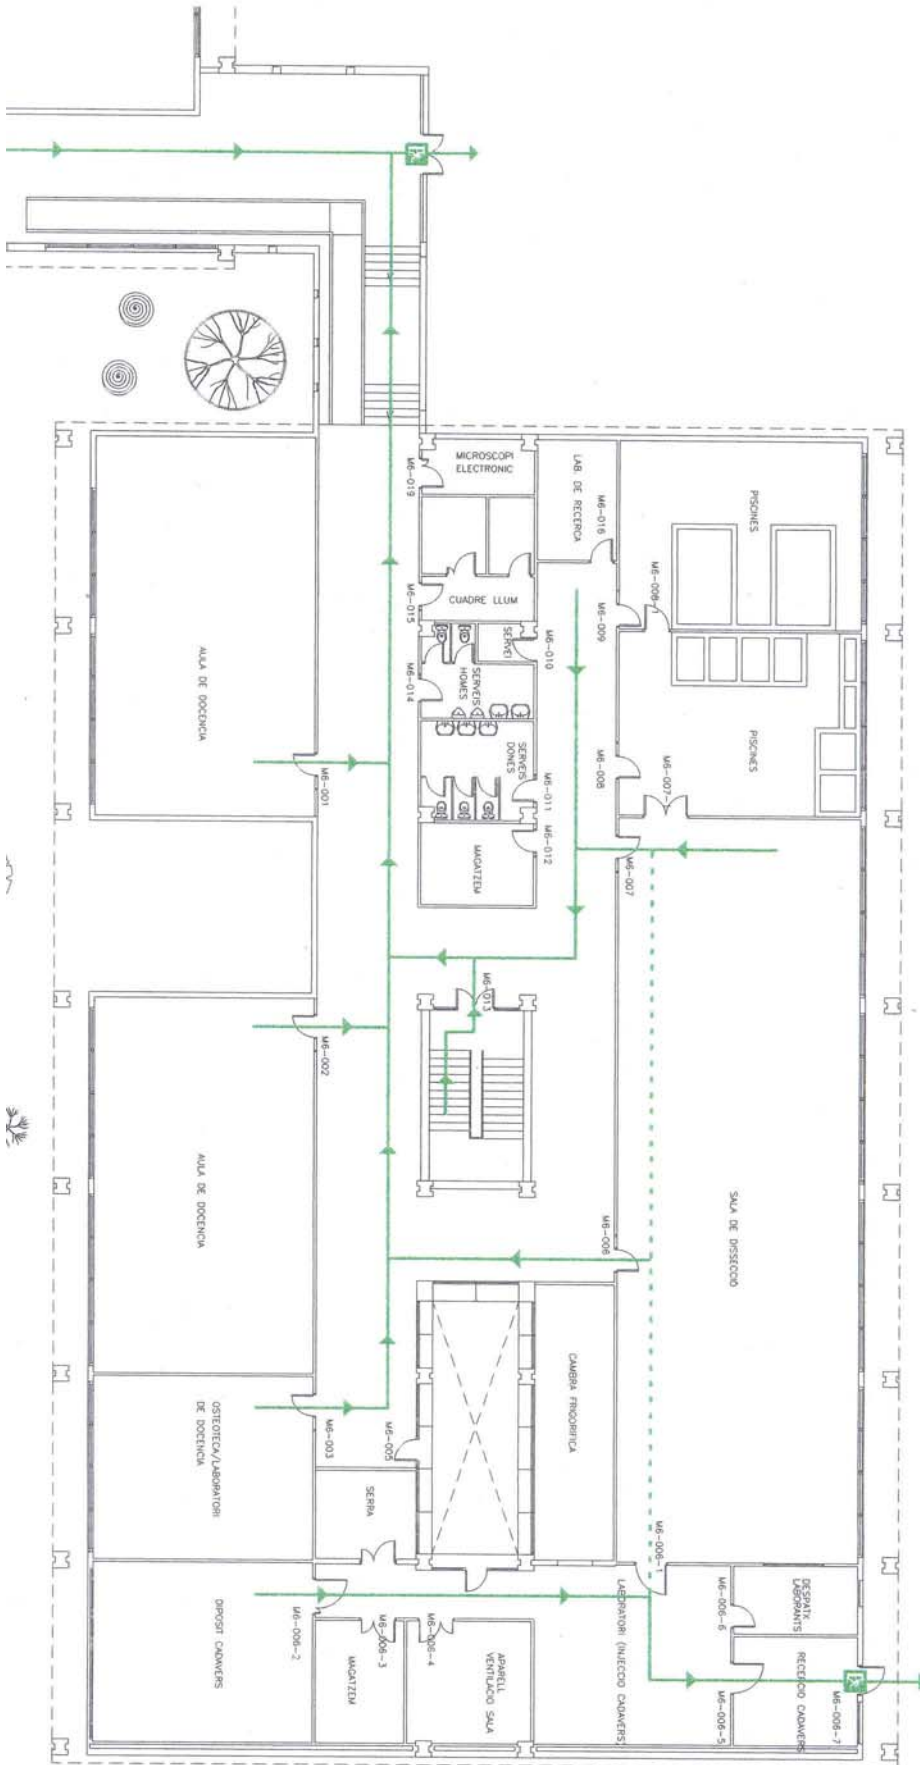 MICROSCOPI
ELECTRONIC
M6-019
LAB. DE RECERCA
M6-016
PISCINES
M6-008-1
M6-009
CUADRE LLUM
M6-015
SERVEI
M6-010
SERVEIS
HOMES
M6-014
AULA DE DOCENCIA
M6-001
SERVEIS
DONES
M6-011
M6-012
MAGATZEM
M6-008
M6-007-1
PISCINES
M6-007
M6-013
M6-002
AULA DE DOCENCIA
SALA DE DISSECCIÓ
M6-006
CAMBRA FRIGORIFICA
OSTEOTECA/LABORATORI
DE DOCENCIA
M6-003
M6-005
SERRA
M6-006-1
DIPOSIT CADAVERS
M6-006-2
M6-006-3
M6-006-4
MAGATZEM
APARELL
VENTILACIO SALA
LABORATORI (INJECCIO CADAVERS)
DESPATX
LABORANTS
M6-006-6
M6-006-5
RECEPCIO CADAVERS
M6-006-7